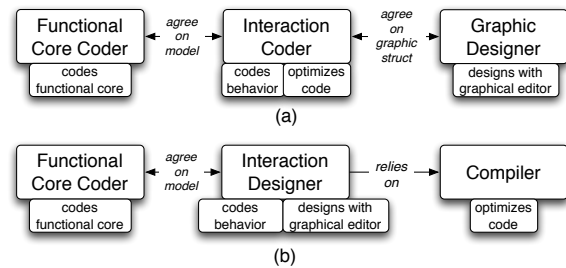 Functional
Core Coder
agree
on
model
Interaction
Coder
agree
on
graphic
struct
Graphic
Designer
codes
functional core
codes
behavior
optimizes
code
designs with
graphical editor
(a)
Functional
Core Coder
agree
on
model
Interaction
Designer
relies
on
Compiler
codes
functional core
codes
behavior
designs with
graphical editor
optimizes
code
(b)